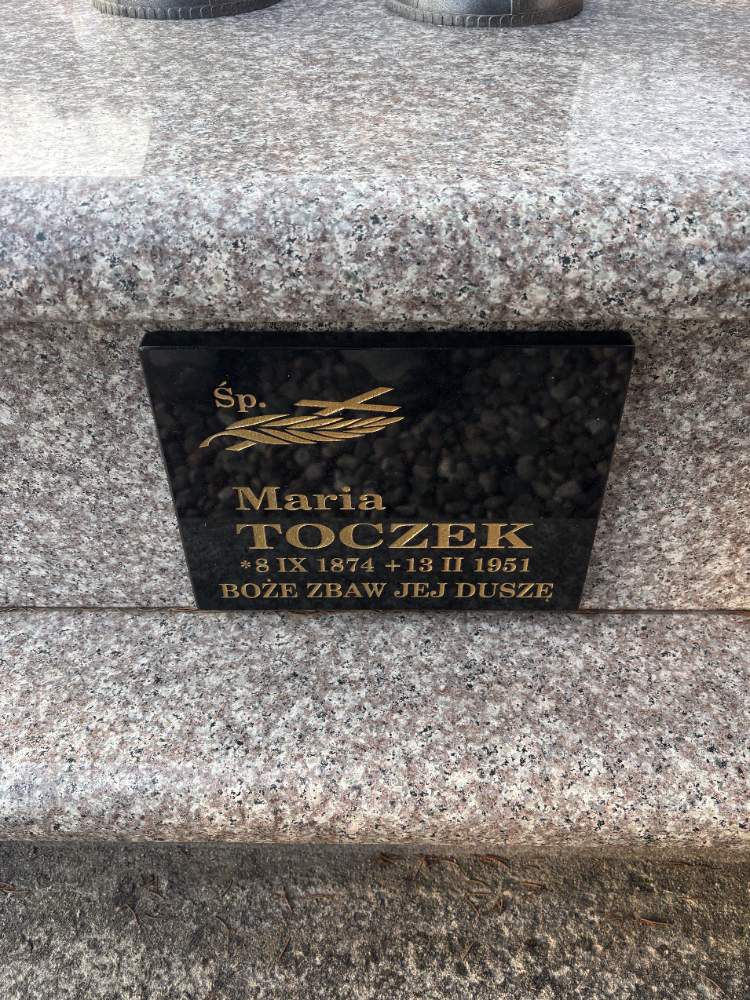 Śp.
Maria
TOCZEK
*8 IX 1874 +13 II 1951
BOŻE ZBAW JEJ DUSZĘ